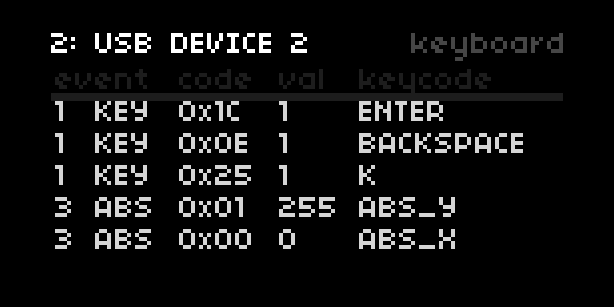 2: USB DEVICE 2 keyboard
event code val keycode
1 KEY 0x1C 1 ENTER
1 KEY 0x0E 1 BACKSPACE
1 KEY 0x25 1 K
3 ABS 0x01 255 ABS_Y
3 ABS 0x00 0 ABS_X